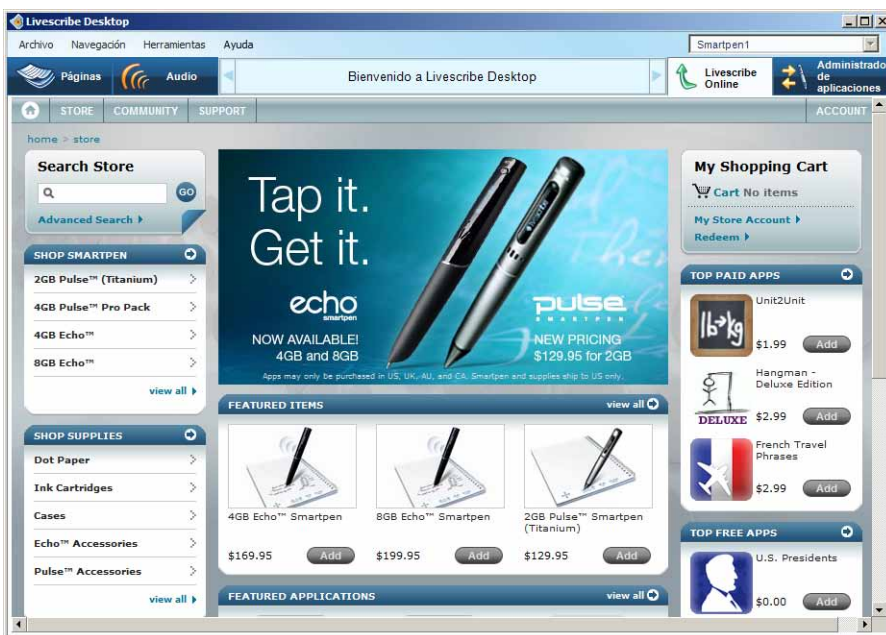 Livescribe Desktop
Archivo Navegación Herramientas Ayuda
Smartpen1
Páginas
Audio
Bienvenido a Livescribe Desktop
Livescribe
Online
Administrado
de
aplicaciones
STORE COMMUNITY SUPPORT
ACCOUNT
home > store
Search Store
GO
Advanced Search
SHOP SMARTPEN
2GB Pulse™ (Titanium)
4GB Pulse™ Pro Pack
4GB Echo™
8GB Echo™
view all
SHOP SUPPLIES
Dot Paper
Ink Cartridges
Cases
Echo™ Accessories
Pulse™ Accessories
view all
Tap it.
Get it.
echo
smartpen
NOW AVAILABLE!
4GB and 8GB
pulse
SMARTPEN
NEW PRICING
$129.95 for 2GB
Apps may only be purchased in US, UK, AU, and CA. Smartpen and supplies ship to US only.
FEATURED ITEMS
view all
4GB Echo™ Smartpen
$169.95
Add
8GB Echo™ Smartpen
$199.95
Add
2GB Pulse™ Smartpen
(Titanium)
$129.95
Add
FEATURED APPLICATIONS
view all
My Shopping Cart
Cart No items
My Store Account
Redeem
TOP PAID APPS
lb→kg
Unit2Unit
$1.99
Add
DELUXE
Hangman -
Deluxe Edition
$2.99
Add
French Travel
Phrases
$2.99
Add
TOP FREE APPS
U.S. Presidents
$0.00
Add